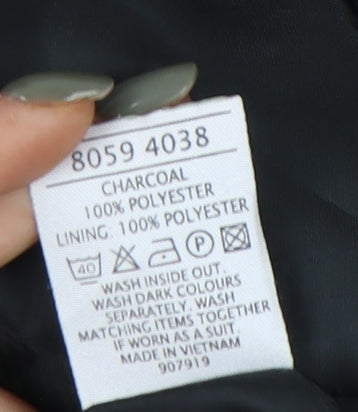 8059 4038
CHARCOAL
100% POLYESTER
LINING: 100% POLYESTER
40 P
WASH INSIDE OUT.
WASH DARK COLOURS
SEPARATELY. WASH
MATCHING ITEMS TOGETHER
IF WORN AS A SUIT.
MADE IN VIETNAM
907919